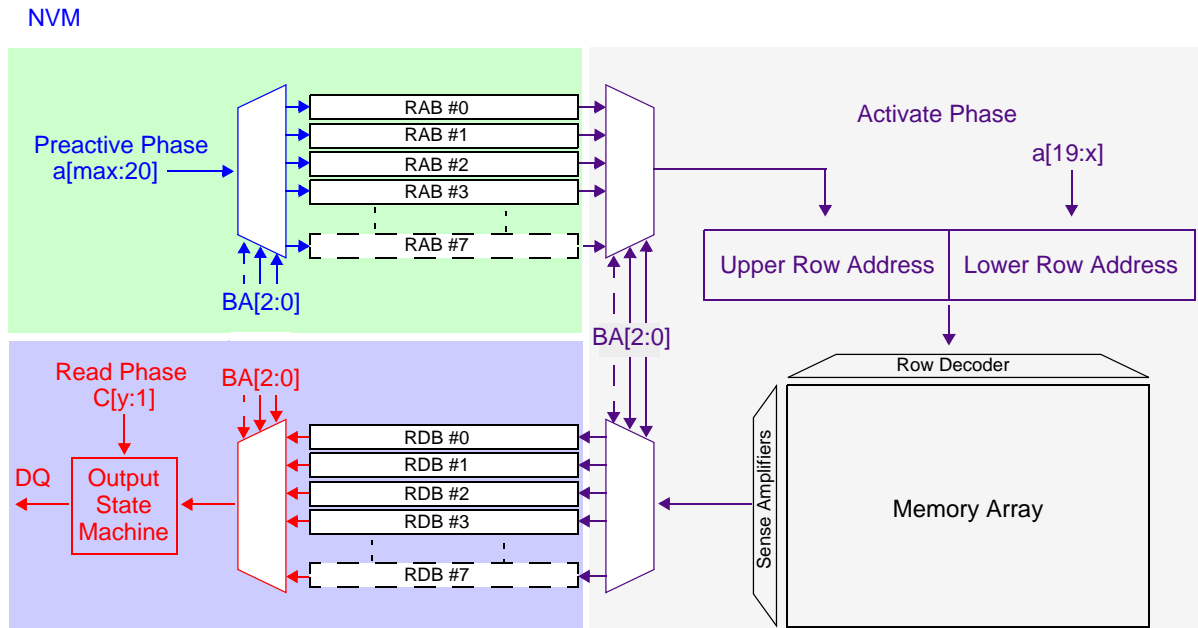 NVM
Preactive Phase
a[max:20]
RAB #0
RAB #1
RAB #2
RAB #3
RAB #7
BA[2:0]
Activate Phase
a[19:x]
Upper Row Address
Lower Row Address
BA[2:0]
Read Phase
C[y:1]
BA[2:0]
DQ
Output
State
Machine
RDB #0
RDB #1
RDB #2
RDB #3
RDB #7
Row Decoder
Sense Amplifiers
Memory Array